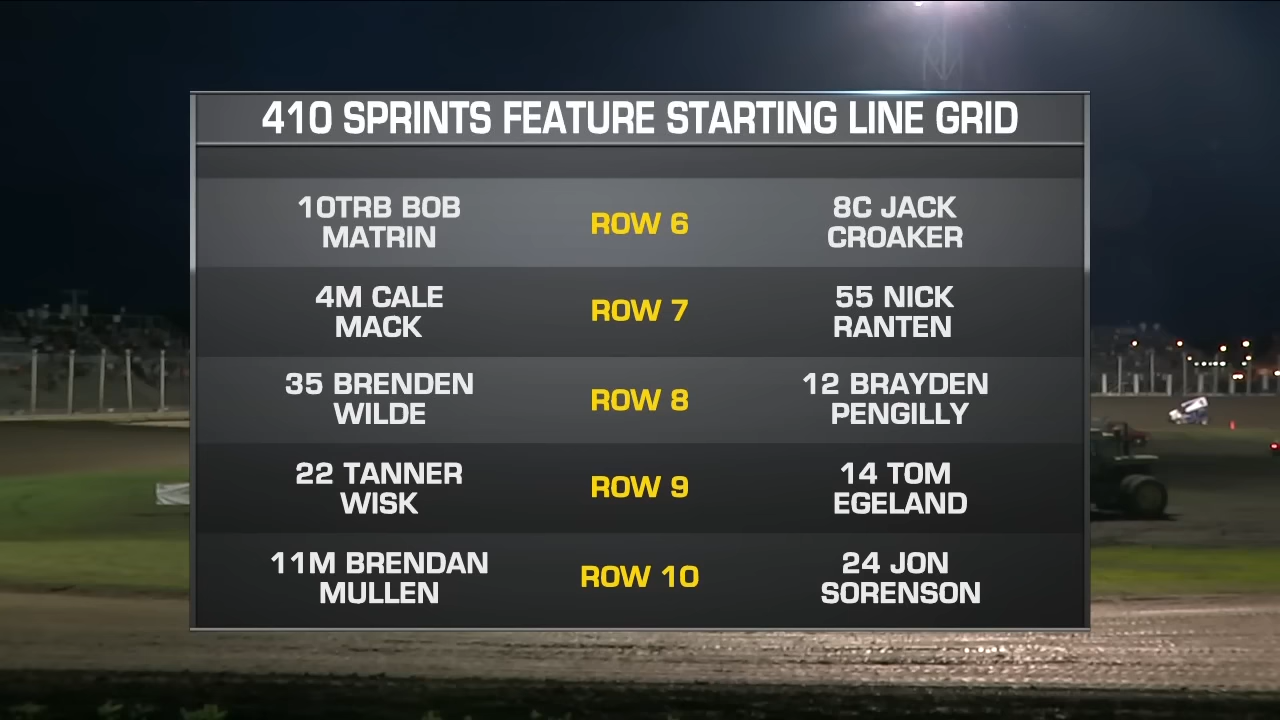 410 SPRINTS FEATURE STARTING LINE GRID
10TRB BOB
MATRIN
ROW 6
8C JACK
CROAKER
4M CALE
MACK
ROW 7
55 NICK
RANTEN
35 BRENDEN
WILDE
ROW 8
12 BRAYDEN
PENGILLY
22 TANNER
WISK
ROW 9
14 TOM
EGELAND
11M BRENDAN
MULLEN
ROW 10
24 JON
SORENSON